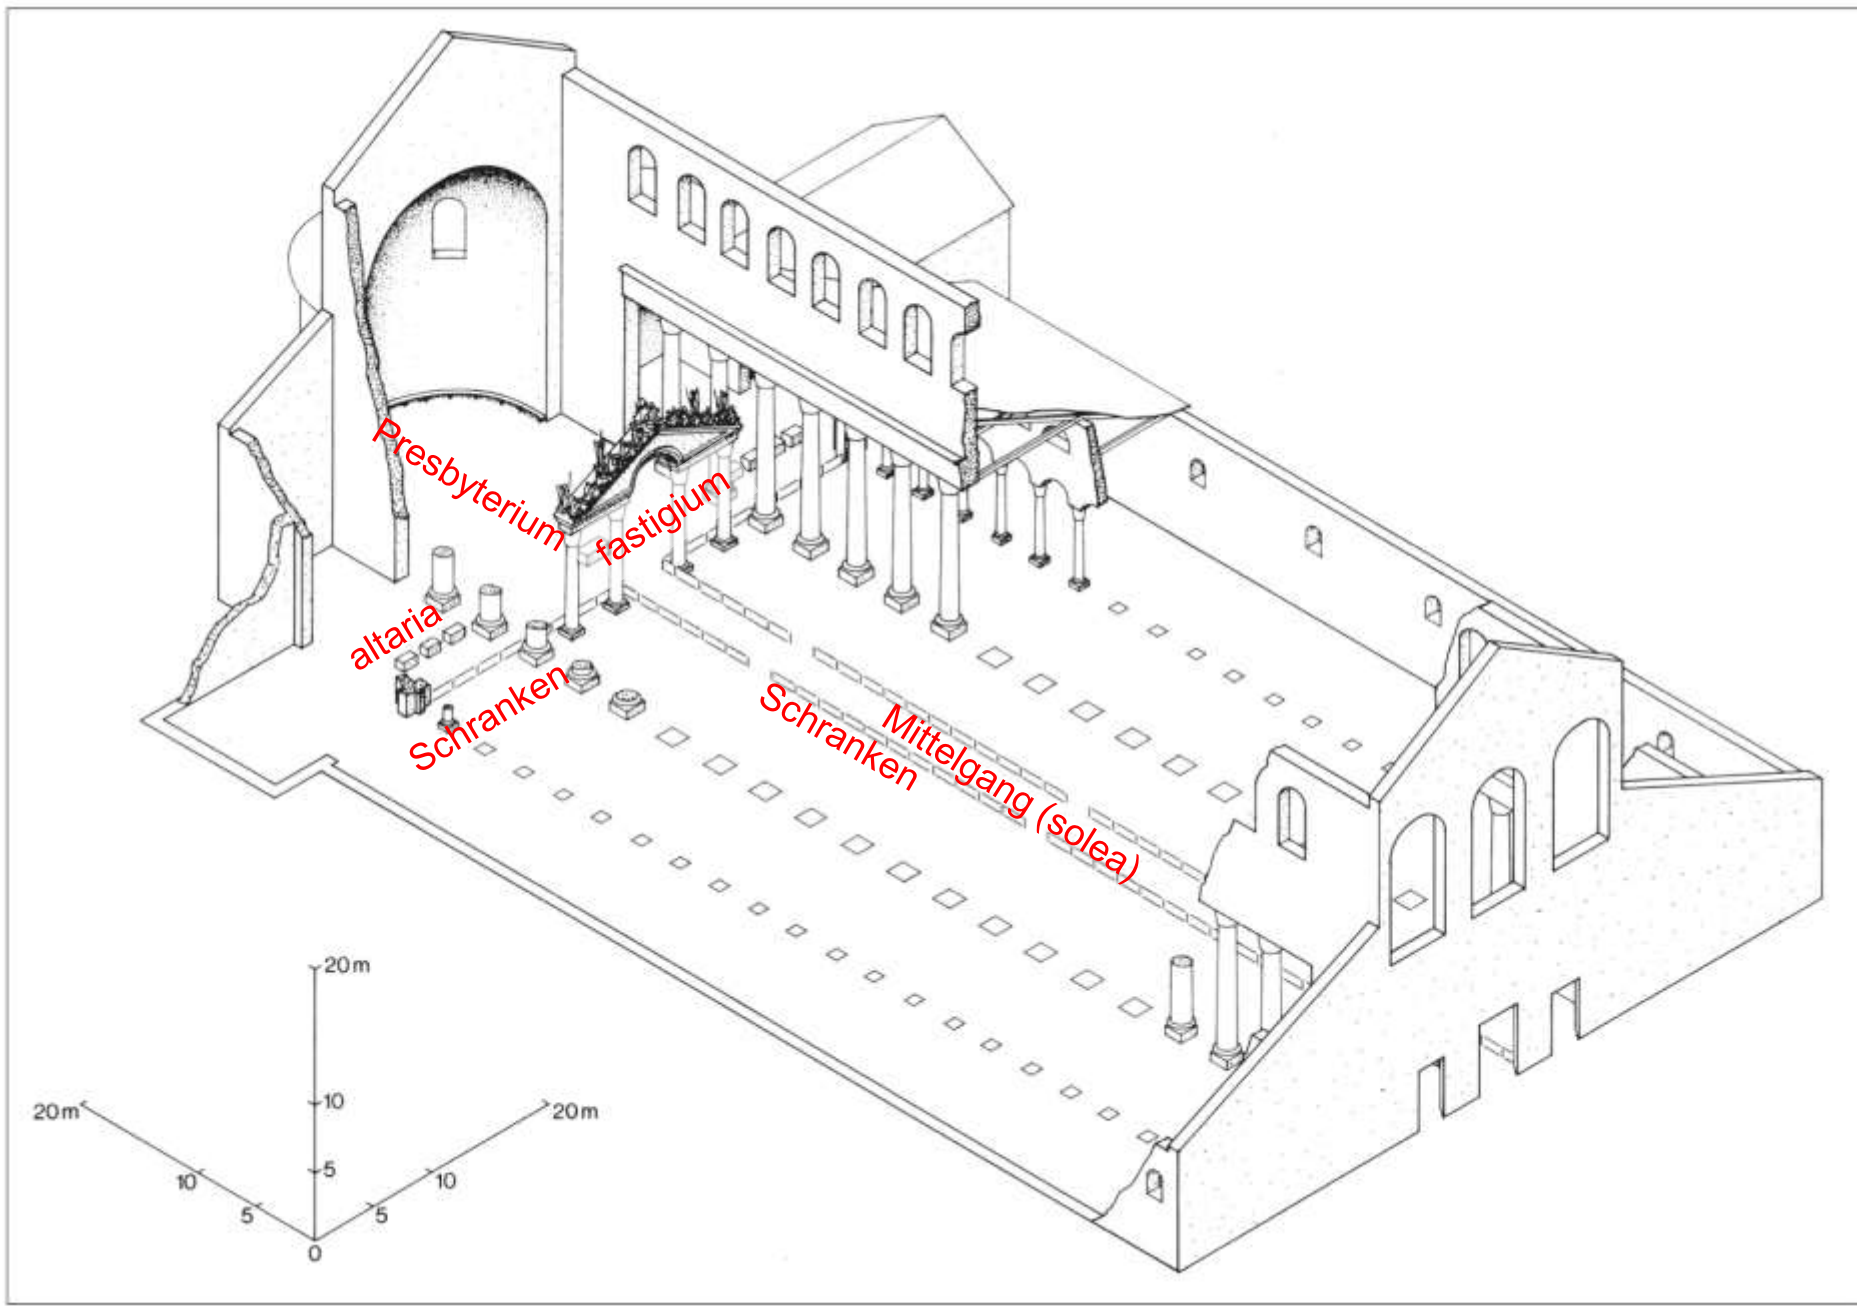 Presbyterium
fastigium
altaria
Schranken
Schranken
Mittelgang (solea)
20m
10
5
20m
10
5
20m
10
5
0